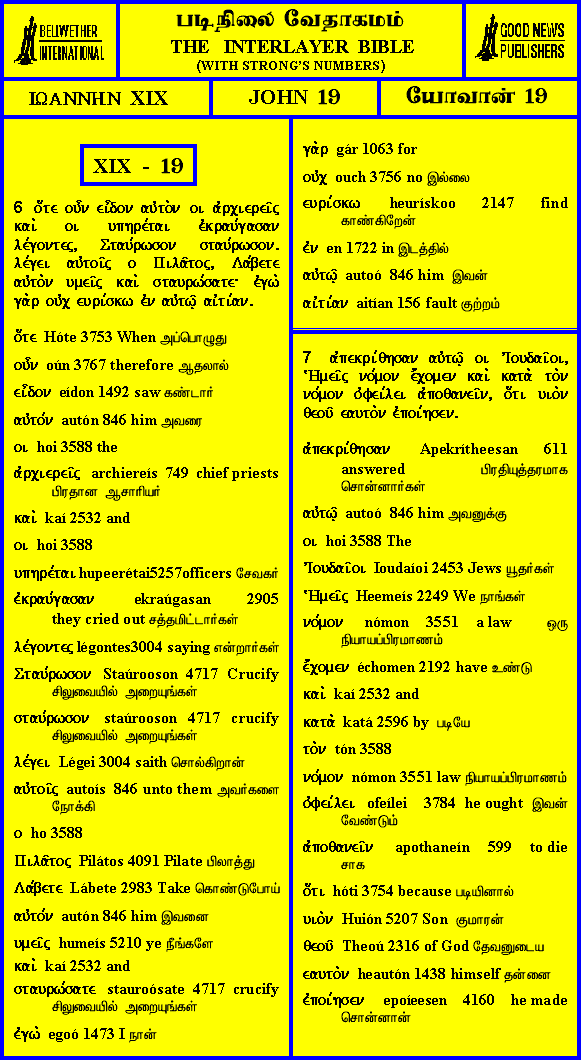 BELLWETHER
INTERNATIONAL
படிநிலை வேதாகமம்
THE INTERLAYER BIBLE
(WITH STRONG'S NUMBERS)
GOOD NEWS
PUBLISHERS
ΙΩΑΝΝΗΝ XIX
JOHN 19
யோவான் 19
XIX - 19
6 ὅτε οὖν εἶδον αὐτὸν οι ἀρχιερεῖς
καὶ οι υπηρέται ἐκραύγασαν
λέγοντες, Σταύρωσον σταύρωσον.
λέγει αὐτοῖς ο Πιλᾶτος, Λάβετε
αὐτὸν υμεῖς καὶ σταυρώσατε· ἐγὼ
γὰρ οὐχ ευρίσκω ἐν αὐτῷ αἰτίαν.
ὅτε Hóte 3753 When அப்பொழுது
οὖν oún 3767 therefore ஆதலால்
εἶδον eídon 1492 saw கண்டார்
αὐτόν autón 846 him அவரை
οι hoi 3588 the
ἀρχιερεῖς archiereís 749 chief priests
பிரதான ஆசாரியர்
καὶ kaí 2532 and
οι hoi 3588
υπηρέται hupeerétai5257officers சேவகர்
ἐκραύγασαν ekraúgasan 2905
they cried out சத்தமிட்டார்கள்
λέγοντες légontes3004 saying என்றார்கள்
Σταύρωσον Staúrooson 4717 Crucify
சிலுவையில் அறையுங்கள்
σταύρωσον staúrooson 4717 crucify
சிலுவையில் அறையுங்கள்
λέγει Légei 3004 saith சொல்கிறான்
αὐτοῖς autoís 846 unto them அவர்களை
நோக்கி
ο ho 3588
Πιλᾶτος Pilátos 4091 Pilate பிலாத்து
Λάβετε Lábete 2983 Take கொண்டுபோய்
αὐτόν autón 846 him இவனை
υμεῖς humeís 5210 ye நீங்களே
καὶ kaí 2532 and
σταυρώσατε stauroósate 4717 crucify
சிலுவையில் அறையுங்கள்
ἐγὼ egoó 1473 I நான்
γὰρ gár 1063 for
οὐχ ouch 3756 no இல்லை
ευρίσκω heurískoo 2147 find
காண்கிறேன்
ἐν en 1722 in இடத்தில்
αὐτῷ autoó 846 him இவன்
αἰτίαν aitían 156 fault குற்றம்
7 ἀπεκρίθησαν αὐτῷ οι Ἰουδαῖοι,
Ἡμεῖς νόμον ἔχομεν καὶ κατὰ τὸν
νόμον ὀφείλει ἀποθανεῖν, ὅτι υιὸν
θεοῦ εαυτὸν ἐποίησεν.
ἀπεκρίθησαν Apekrítheesan 611
answered பிரதியுத்தரமாக
சொன்னார்கள்
αὐτῷ autoó 846 him அவனுக்கு
οι hoi 3588 The
Ἰουδαῖοι Ioudaíoi 2453 Jews யூதர்கள்
Ἡμεῖς Heemeís 2249 We நாங்கள்
νόμον nómon 3551 a law ஒரு
நியாயப்பிரமாணம்
ἔχομεν échomen 2192 have உண்டு
καὶ kaí 2532 and
κατὰ katá 2596 by படியே
τὸν tón 3588
νόμον nómon 3551 law நியாயப்பிரமாணம்
ὀφείλει ofeílei 3784 he ought இவன்
வேண்டும்
ἀποθανεῖν apothaneín 599 to die
சாக
ὅτι hóti 3754 because படியினால்
υιὸν Huión 5207 Son குமாரன்
θεοῦ Theoú 2316 of God தேவனுடைய
εαυτὸν heautón 1438 himself தன்னை
ἐποίησεν epoíeesen 4160 he made
சொன்னான்